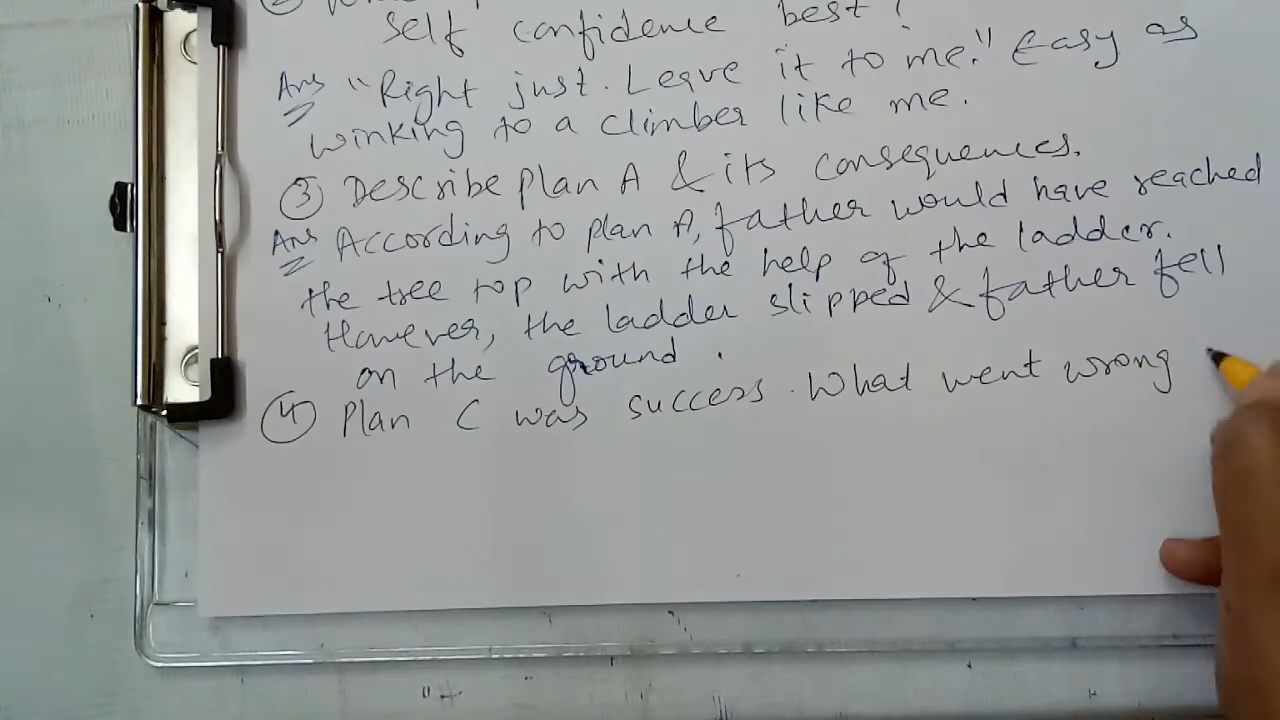 ②
self confidence best?
Ans "Right just. Leave it to me!" Easy as
winking to a climber like me.
③ Describe plan A & its consequences.
Ans According to plan A, father would have reached
the tree top with the help of the ladder.
However, the ladder slipped & father fell
on the ground.
④ Plan C was success. What went wrong